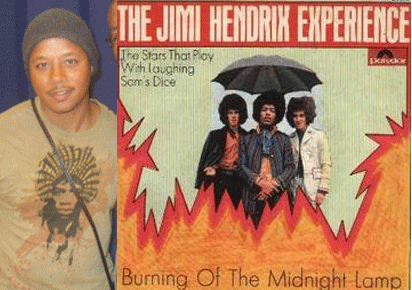 THE JIMI HENDRIX EXPERIENCE
Polydor
The Stars That Play
With Laughing
Sam's Dice
Burning Of The Midnight Lamp